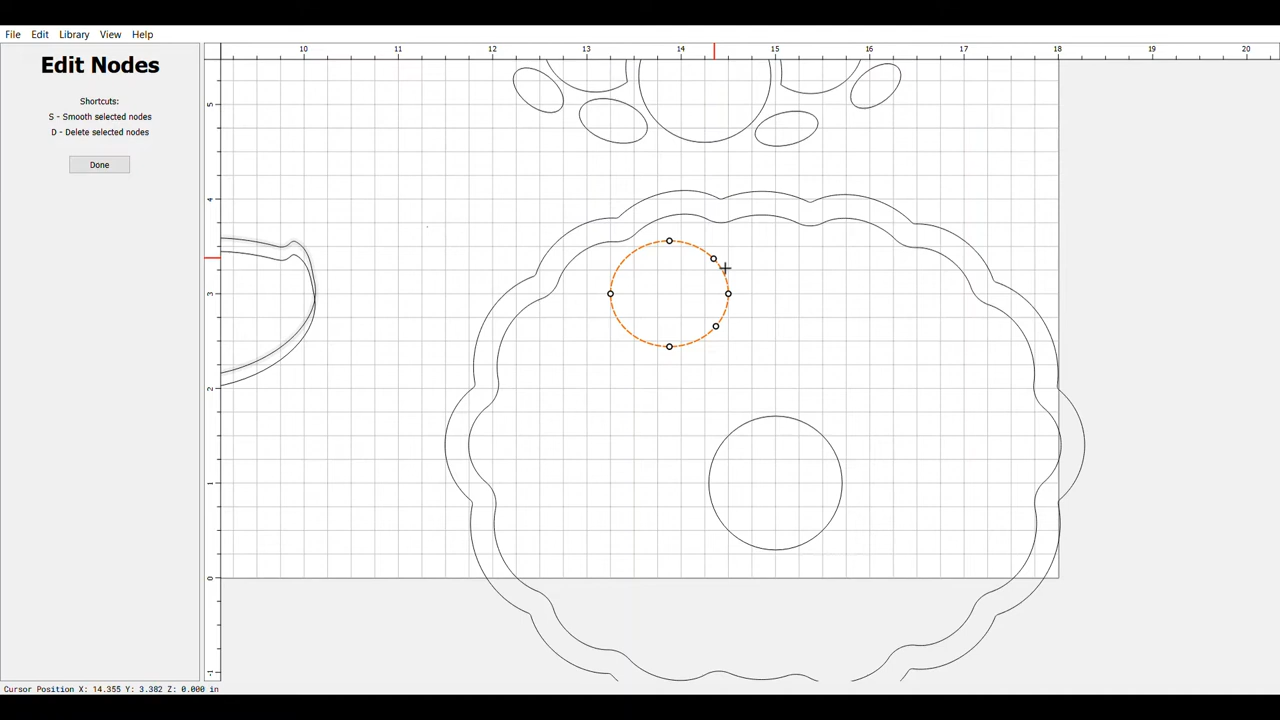 File Edit Library View Help
Edit Nodes
Shortcuts:
S - Smooth selected nodes
D - Delete selected nodes
Done
10 11 12 13 14 15 16 17 18 19 20
5
4
3
2
1
0
-1
Cursor Position X: 14.355 Y: 3.382 Z: 0.000 in